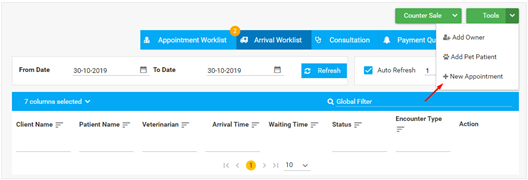 Counter Sale Tools
2
Appointment Worklist Arrival Worklist Consultation Payment Qu
Add Owner
Add Pet Patient
New Appointment
From Date 30-10-2019 To Date 30-10-2019 Refresh Auto Refresh 1
7 columns selected Global Filter
Client Name Patient Name Veterinarian Arrival Time Waiting Time Status Encounter Type Action
1 10